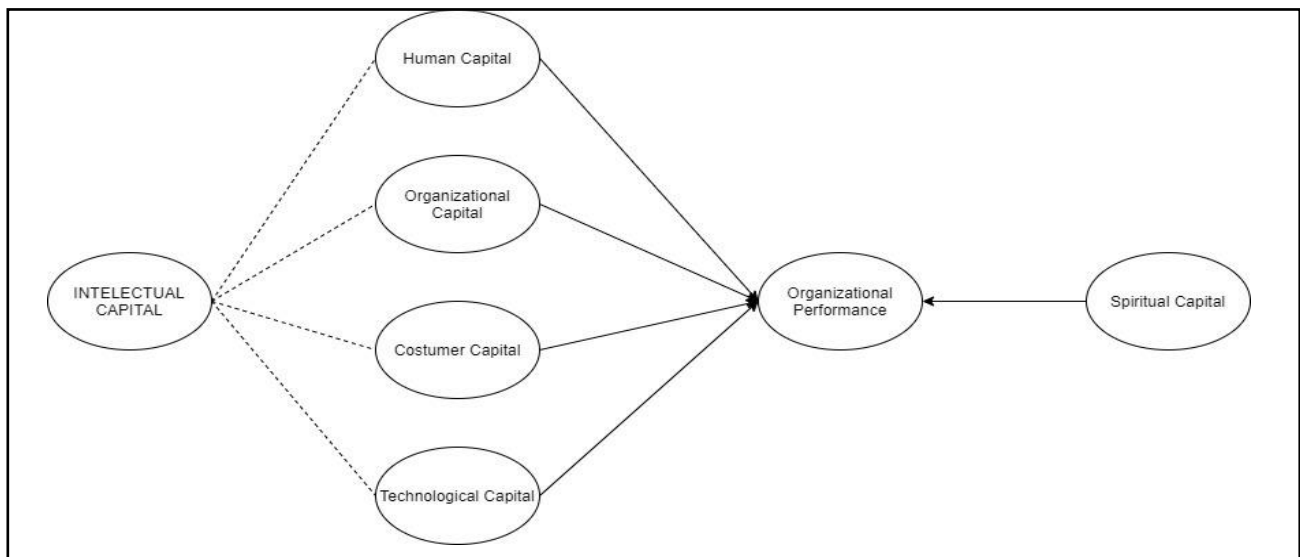 Human Capital
Organizational
Capital
INTELECTUAL
CAPITAL
Costumer Capital
Technological Capital
Organizational
Performance
Spiritual Capital